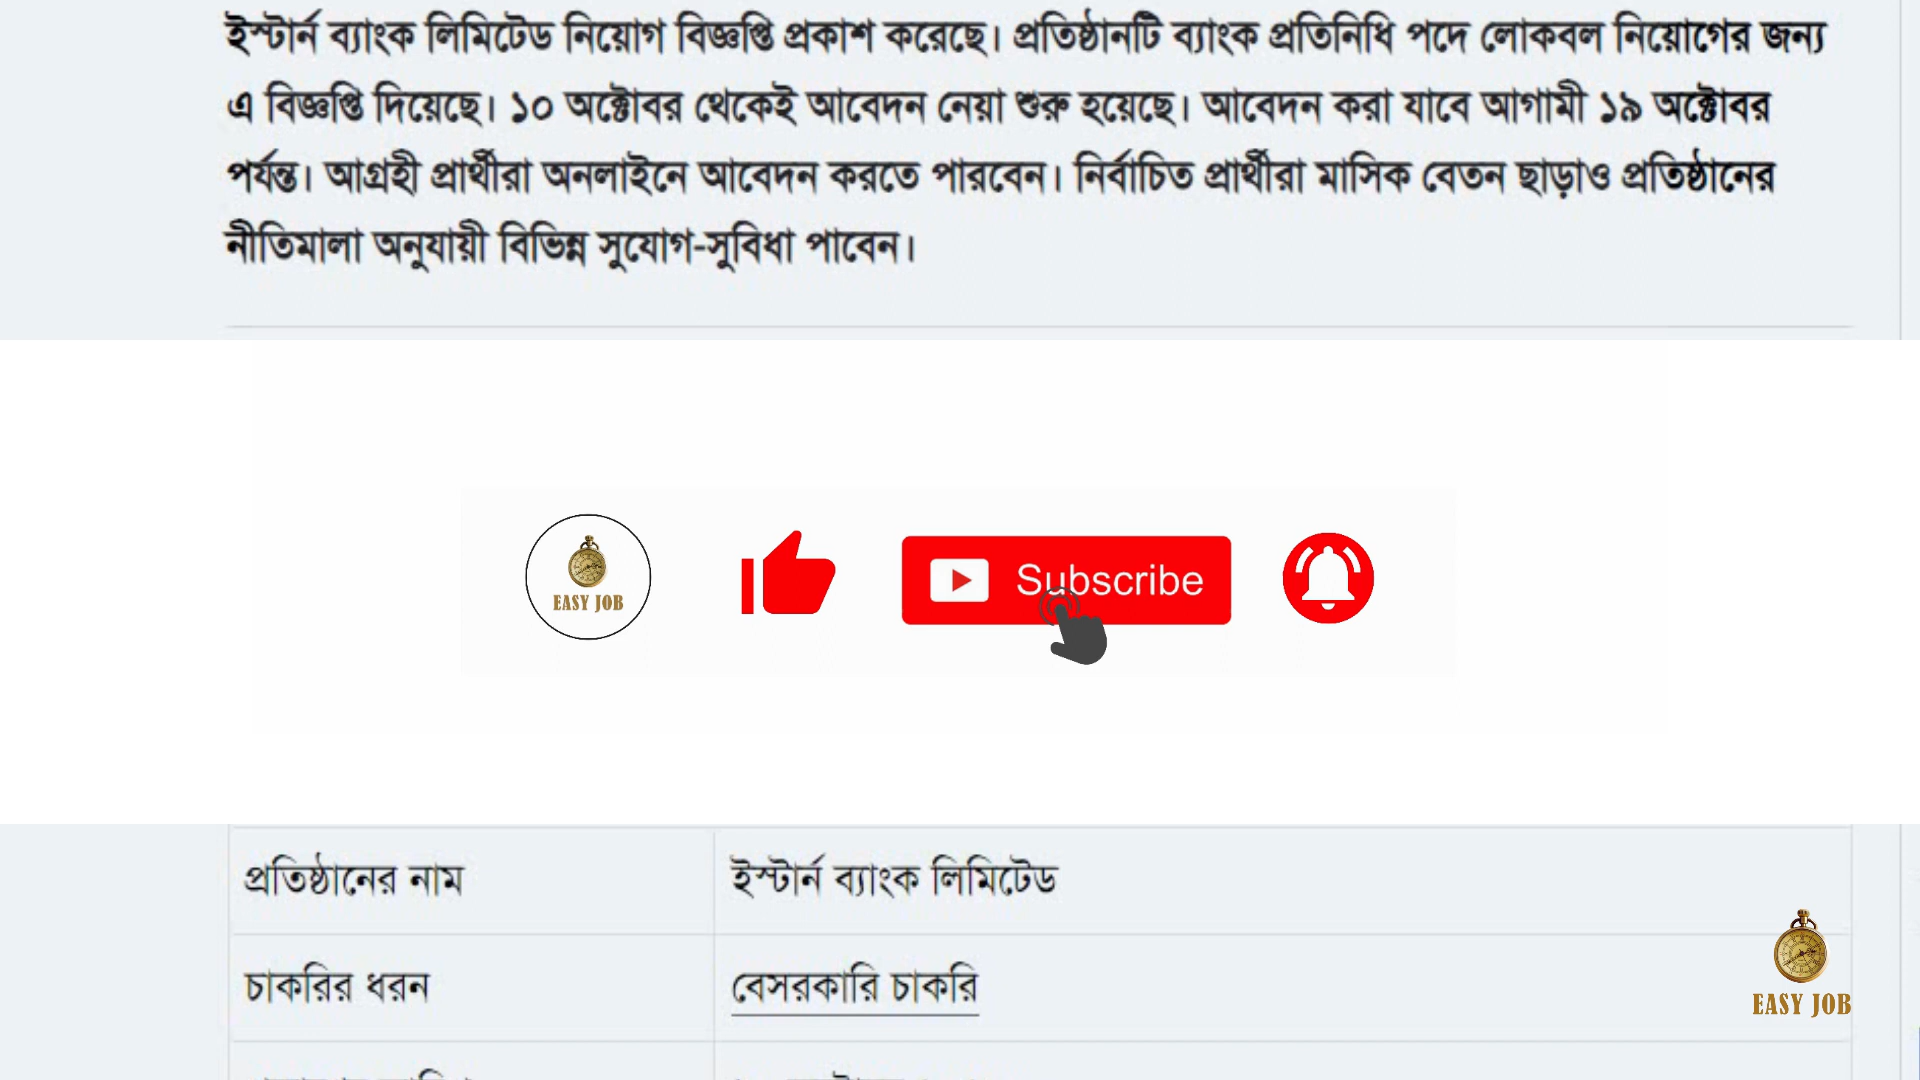 ইস্টার্ন ব্যাংক লিমিটেড নিয়োগ বিজ্ঞপ্তি প্রকাশ করেছে। প্রতিষ্ঠানটি ব্যাংক প্রতিনিধি পদে লোকবল নিয়োগের জন্য
এ বিজ্ঞপ্তি দিয়েছে। ১০ অক্টোবর থেকেই আবেদন নেয়া শুরু হয়েছে। আবেদন করা যাবে আগামী ১৯ অক্টোবর
পর্যন্ত। আগ্রহী প্রার্থীরা অনলাইনে আবেদন করতে পারবেন। নির্বাচিত প্রার্থীরা মাসিক বেতন ছাড়াও প্রতিষ্ঠানের
নীতিমালা অনুযায়ী বিভিন্ন সুযোগ-সুবিধা পাবেন।
EASY JOB
Subscribe
প্রতিষ্ঠানের নাম
ইস্টার্ন ব্যাংক লিমিটেড
চাকরির ধরন
বেসরকারি চাকরি
EASY JOB